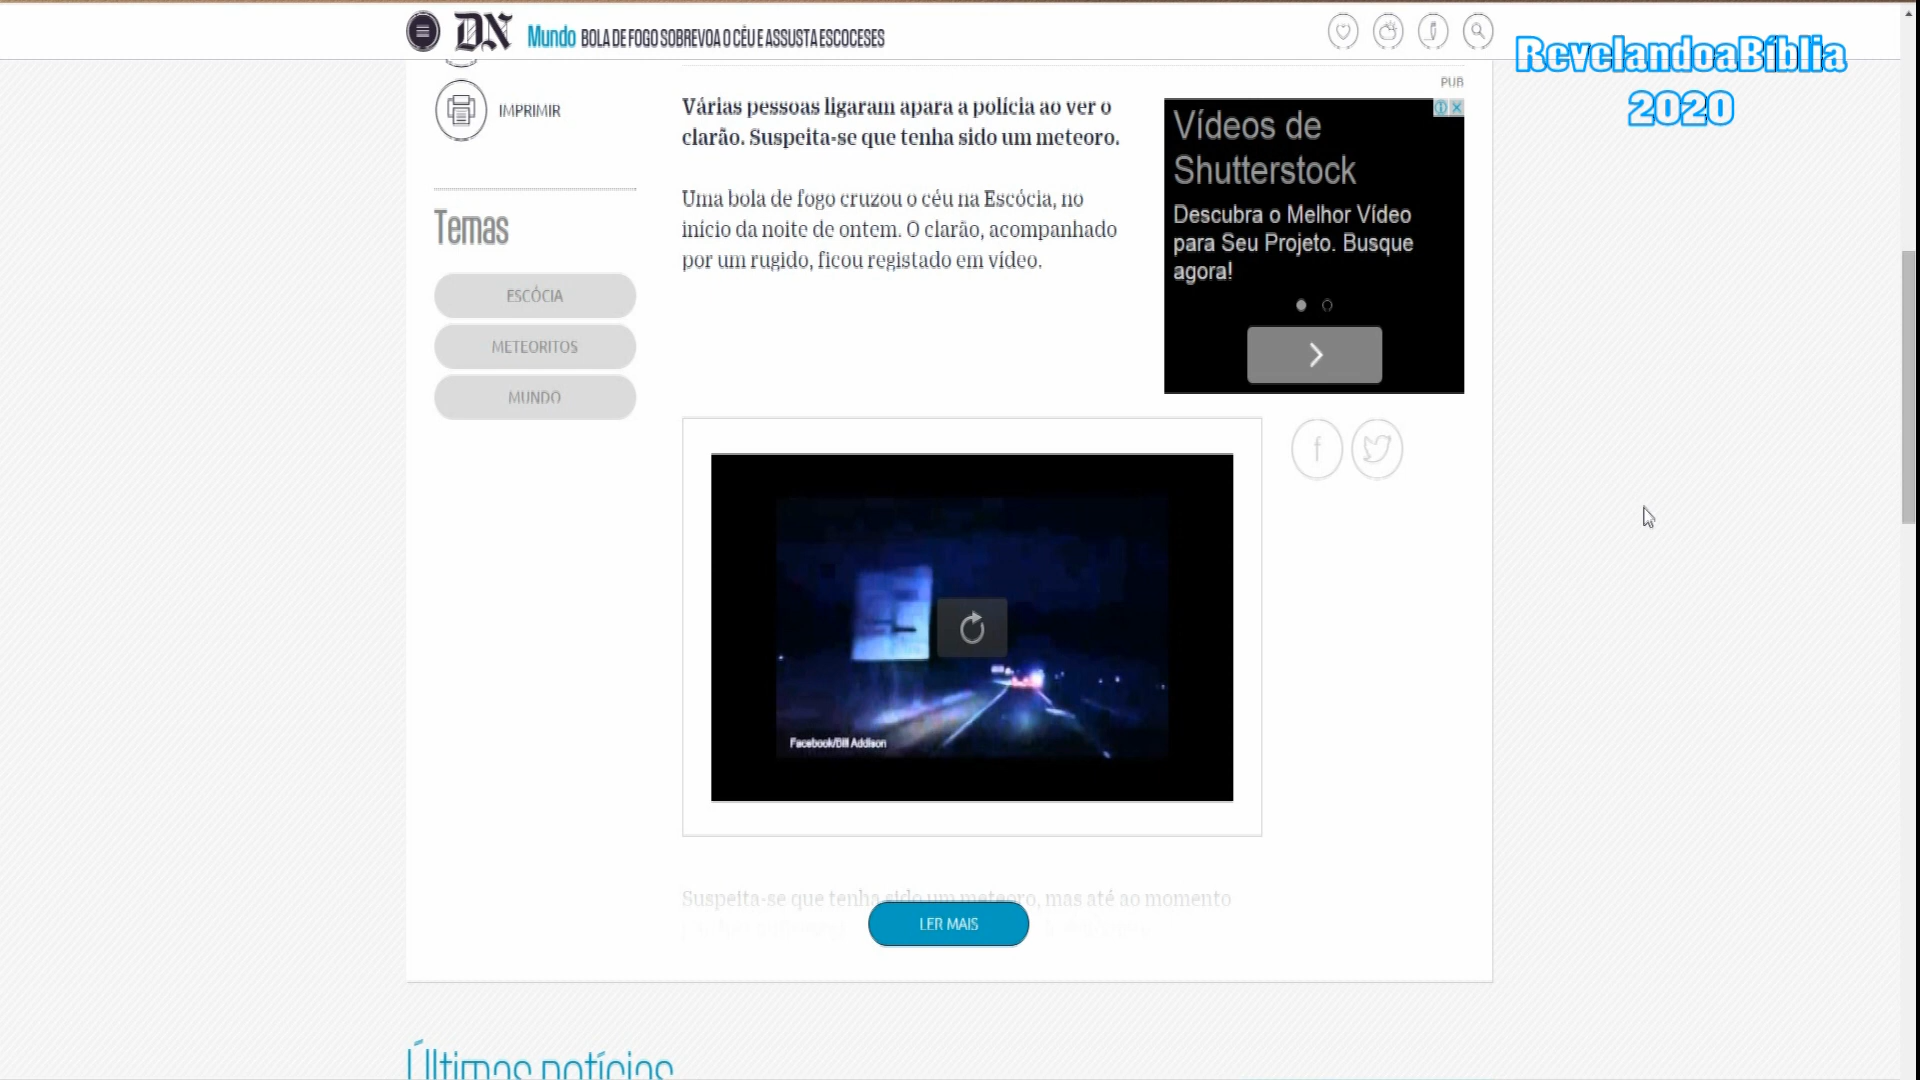 DN Mundo BOLA DE FOGO SOBREVOA O CÉU E ASSUSTA ESCOCESES
RevelandoaBíblia
2020
IMPRIMIR
Temas
ESCÓCIA
METEORITOS
MUNDO
Várias pessoas ligaram apara a polícia ao ver o
clarão. Suspeita-se que tenha sido um meteoro.
Uma bola de fogo cruzou o céu na Escócia, no
início da noite de ontem. O clarão, acompanhado
por um rugido, ficou registado em vídeo.
PUB
Vídeos de
Shutterstock
Descubra o Melhor Vídeo
para Seu Projeto. Busque
agora!
f
Facebook/Bill Addison
Suspeita-se que tenha sido um meteoro, mas até ao momento
LER MAIS
Últimas notícias